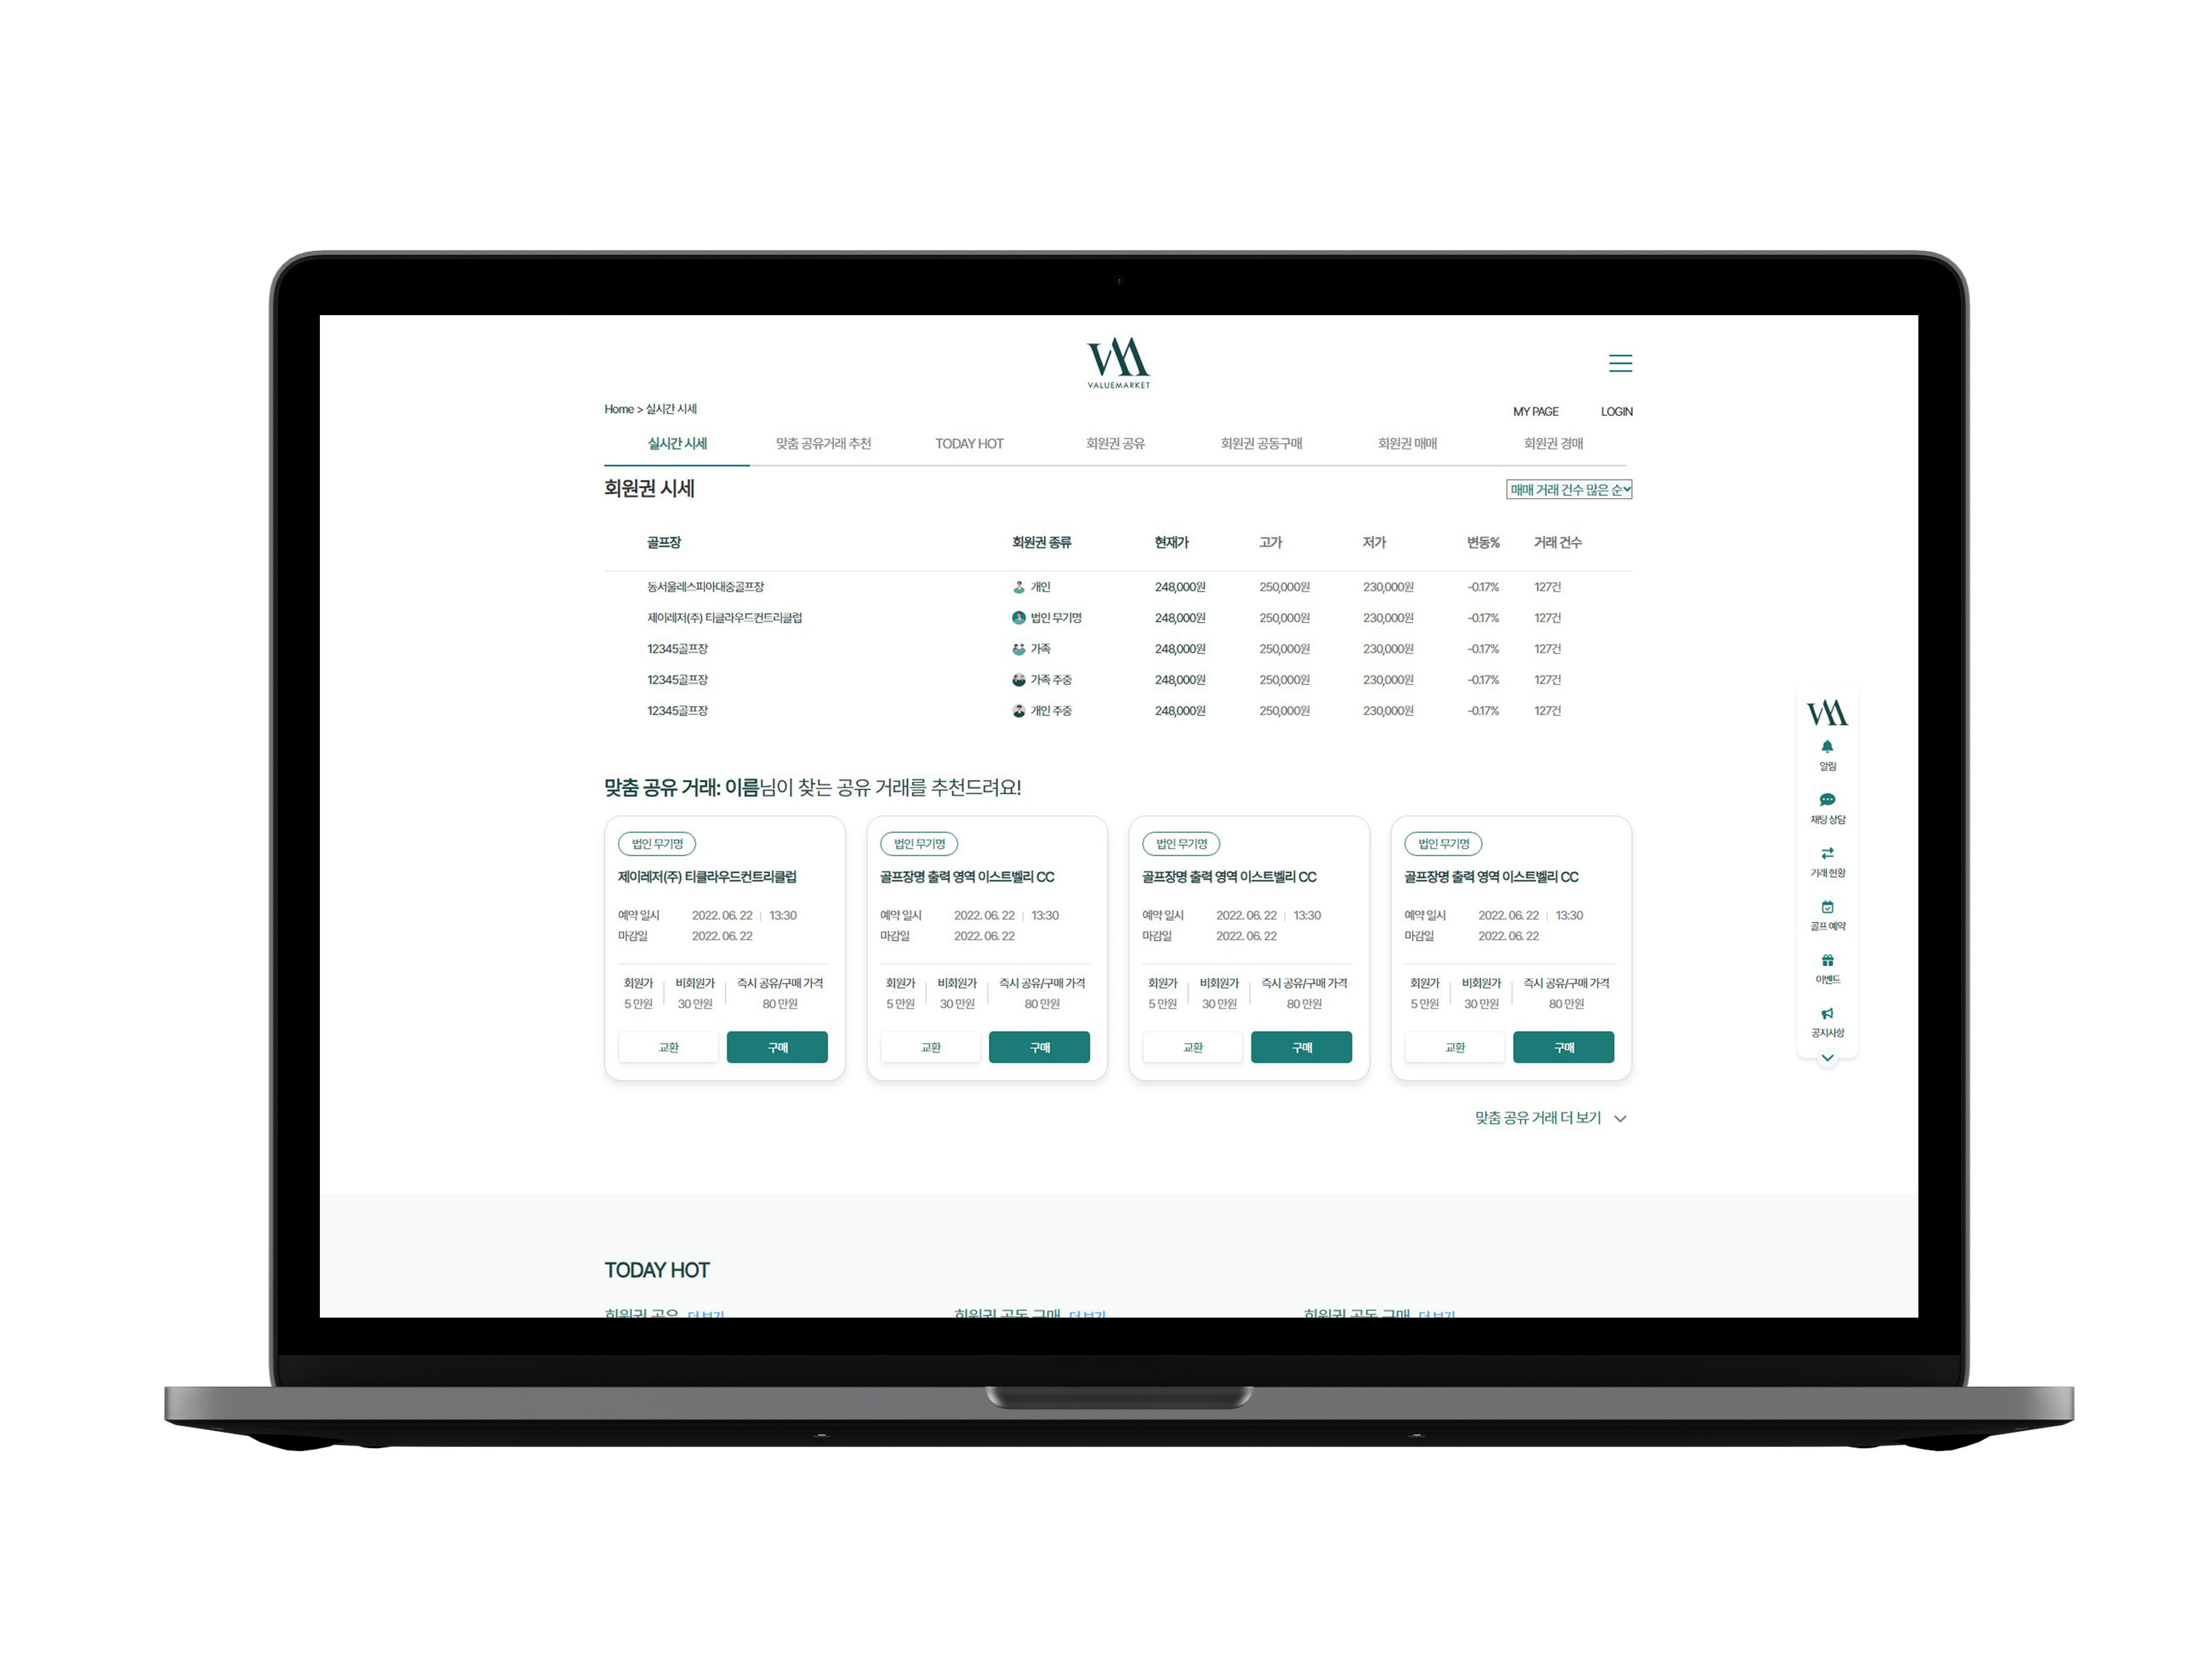 VM
VALUEMARKET
Home > 실시간 시세
MY PAGE LOGIN
실시간 시세 맞춤 공유거래 추천 TODAY HOT 회원권 공유 회원권 공동구매 회원권 매매 회원권 경매
회원권 시세 매매 거래 건수 많은 순
골프장 회원권 종류 현재가 고가 저가 변동% 거래 건수
동서울레스피아대중골프장 개인 248,000원 250,000원 230,000원 -0.17% 127건
제이레저(주) 티클라우드컨트리클럽 법인 무기명 248,000원 250,000원 230,000원 -0.17% 127건
12345골프장 가족 248,000원 250,000원 230,000원 -0.17% 127건
12345골프장 가족 주중 248,000원 250,000원 230,000원 -0.17% 127건
12345골프장 개인 주중 248,000원 250,000원 230,000원 -0.17% 127건
맞춤 공유 거래: 이름님이 찾는 공유 거래를 추천드려요!
법인 무기명
제이레저(주) 티클라우드컨트리클럽
예약 일시 2022. 06. 22 | 13:30
마감일 2022. 06. 22
회원가 비회원가 즉시 공유/구매 가격
5 만원 30 만원 80 만원
교환 구매
법인 무기명
골프장명 출력 영역 이스트벨리 CC
예약 일시 2022. 06. 22 | 13:30
마감일 2022. 06. 22
회원가 비회원가 즉시 공유/구매 가격
5 만원 30 만원 80 만원
교환 구매
법인 무기명
골프장명 출력 영역 이스트벨리 CC
예약 일시 2022. 06. 22 | 13:30
마감일 2022. 06. 22
회원가 비회원가 즉시 공유/구매 가격
5 만원 30 만원 80 만원
교환 구매
법인 무기명
골프장명 출력 영역 이스트벨리 CC
예약 일시 2022. 06. 22 | 13:30
마감일 2022. 06. 22
회원가 비회원가 즉시 공유/구매 가격
5 만원 30 만원 80 만원
교환 구매
맞춤 공유 거래 더 보기
VM
알림
채팅 상담
거래 현황
골프 예약
이벤트
공지사항
TODAY HOT
회원권 공유 더 보기 회원권 공동 구매 더 보기 회원권 공동 구매 더 보기